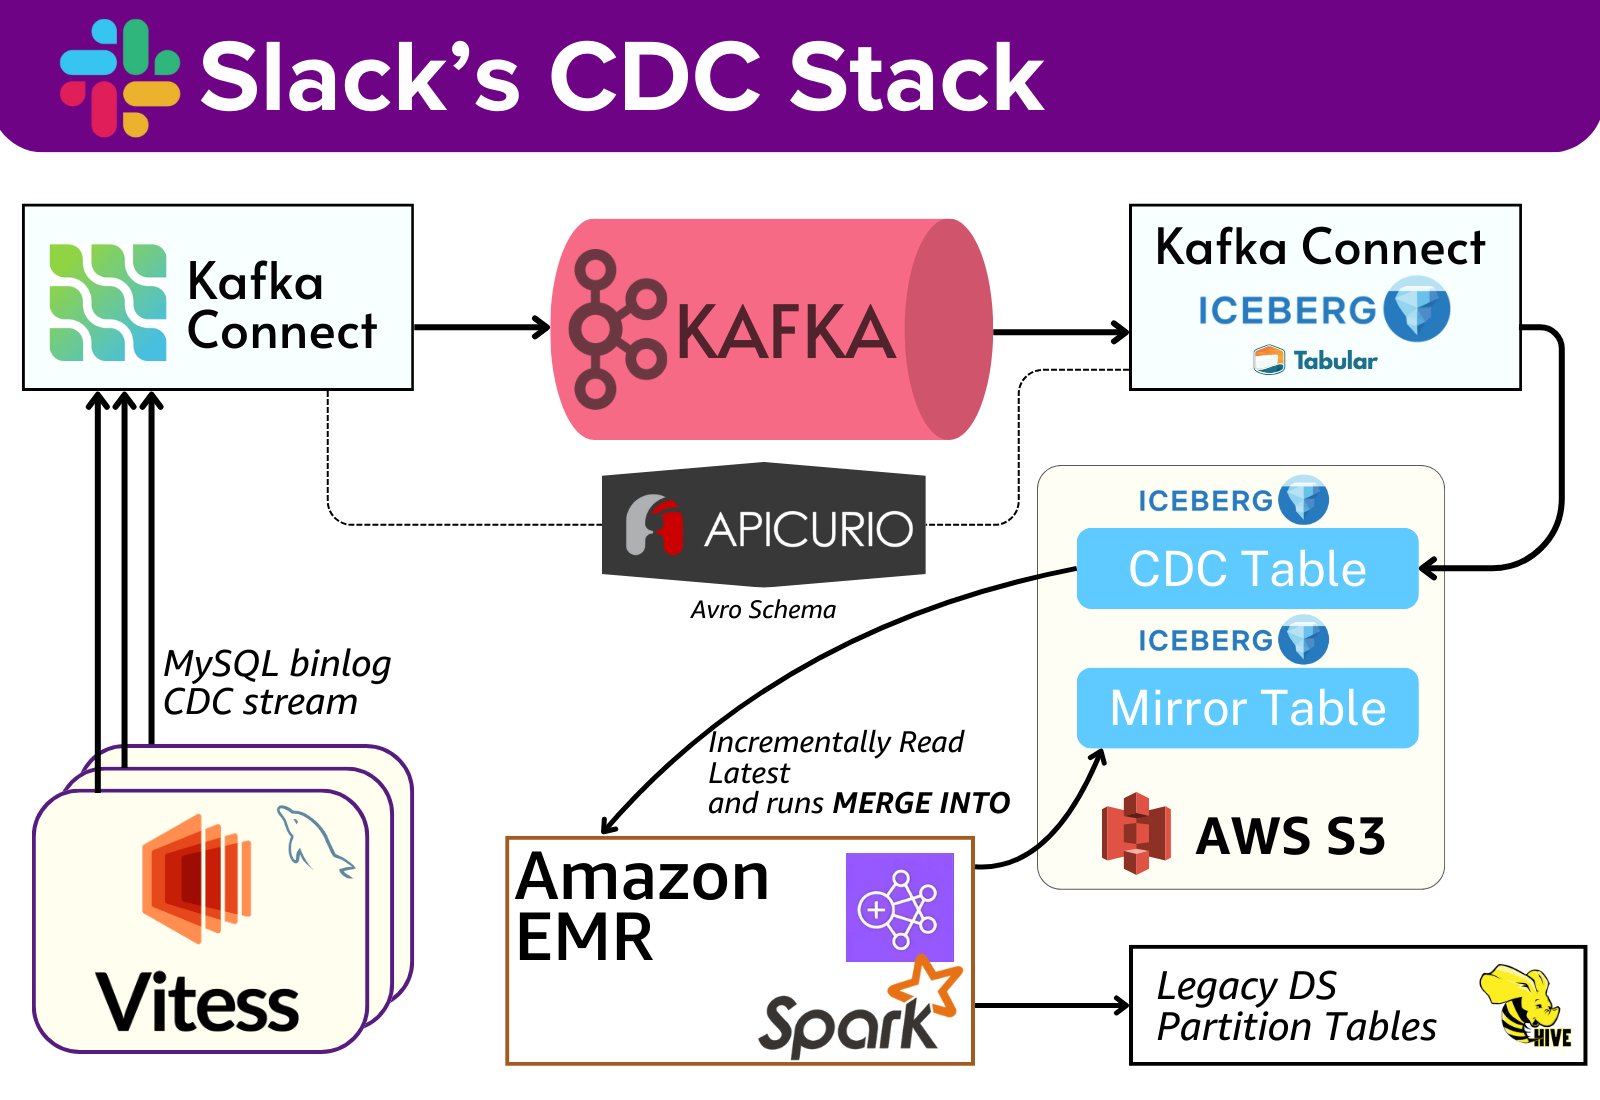 Slack’s CDC Stack
Kafka
Connect
KAFKA
Kafka Connect
ICEBERG
Tabular
APICURIO
Avro Schema
ICEBERG
CDC Table
ICEBERG
Mirror Table
AWS S3
MySQL binlog
CDC stream
Incrementally Read
Latest
and runs MERGE INTO
Vitess
Amazon
EMR
Spark
Legacy DS
Partition Tables
HIVE